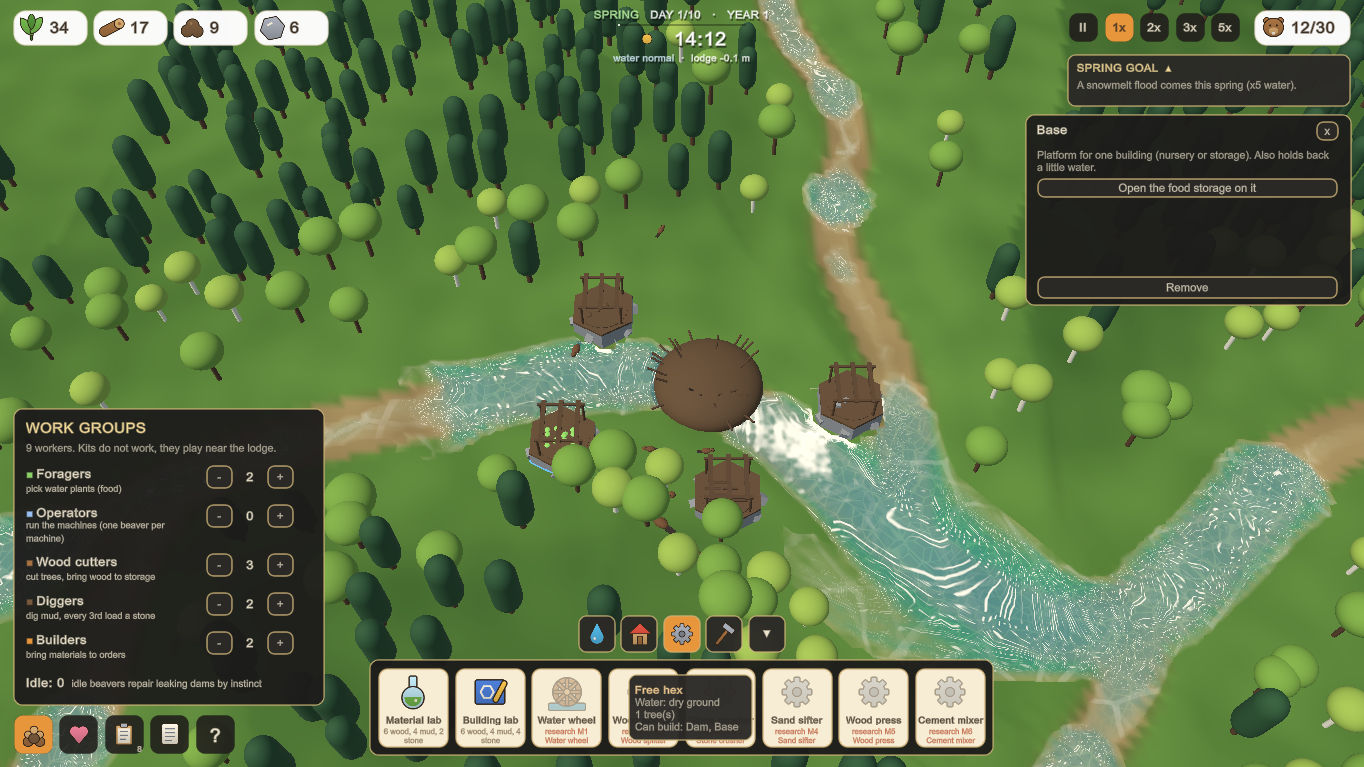 34
17
9
6
SPRING DAY 1/10 · YEAR 1
14:12
water normal lodge -0.1 m
II
1x
2x
3x
5x
12/30
SPRING GOAL ▲
A snowmelt flood comes this spring (x5 water).
Base
x
Platform for one building (nursery or storage). Also holds back
a little water.
Open the food storage on it
Remove
WORK GROUPS
9 workers. Kits do not work, they play near the lodge.
Foragers
pick water plants (food)
- 2 +
Operators
run the machines (one beaver per
machine)
- 0 +
Wood cutters
cut trees, bring wood to storage
- 3 +
Diggers
dig mud, every 3rd load a stone
- 2 +
Builders
bring materials to orders
- 2 +
Idle: 0 idle beavers repair leaking dams by instinct
8
?
▼
Material lab
6 wood, 4 mud, 2
stone
Building lab
6 wood, 4 mud, 4
stone
Water wheel
research M1
Water wheel
Free hex
Water: dry ground
1 tree(s)
Can build: Dam, Base
Sand sifter
research M4
Sand sifter
Wood press
research M5
Wood press
Cement mixer
research M6
Cement mixer